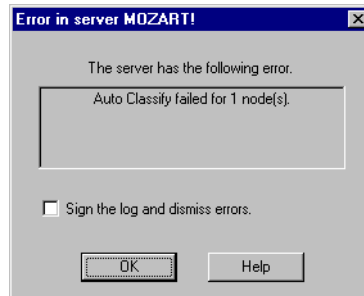 Error in server MOZART!
The server has the following error.
Auto Classify failed for 1 node(s).
Sign the log and dismiss errors.
OK
Help